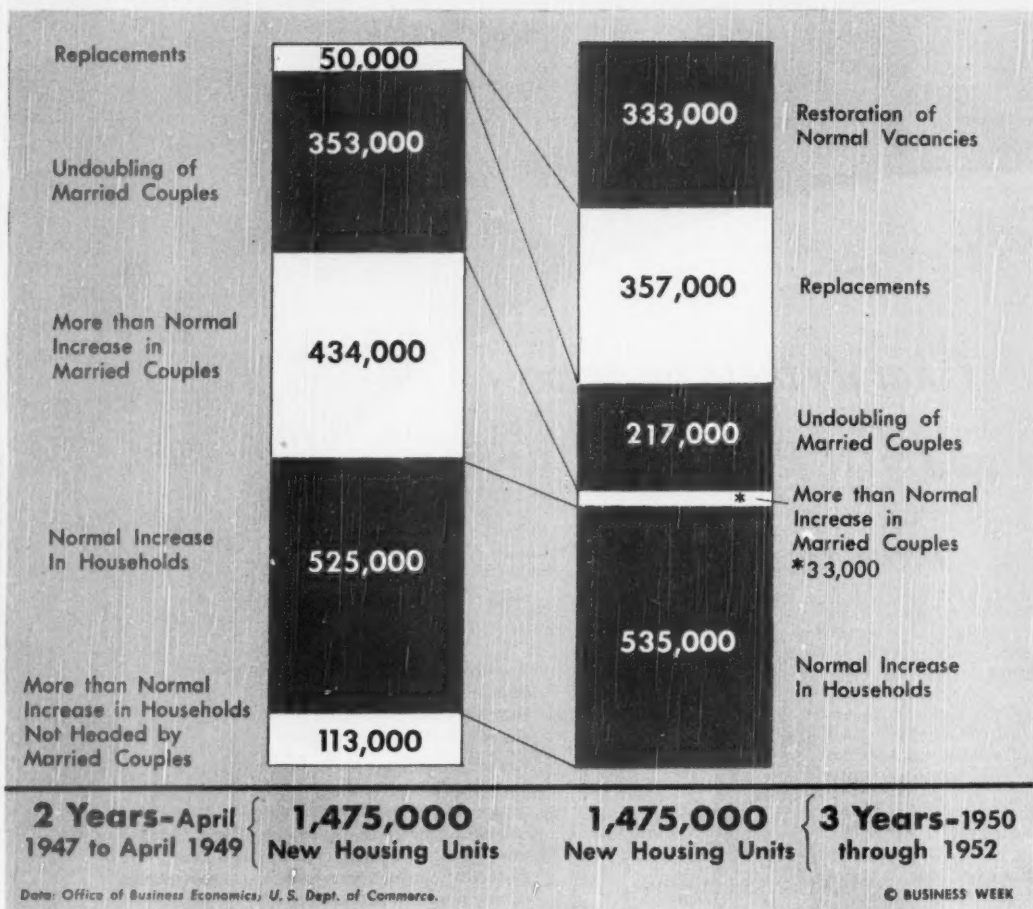 Replacements
50,000
353,000
Undoubling of
Married Couples
434,000
More than Normal
Increase in
Married Couples
525,000
Normal Increase
In Households
More than Normal
Increase in Households
Not Headed by
Married Couples
113,000
333,000
Restoration of
Normal Vacancies
357,000
Replacements
217,000
Undoubling of
Married Couples
*
More than Normal
Increase in
Married Couples
*33,000
535,000
Normal Increase
In Households
2 Years-April
1947 to April 1949
1,475,000
New Housing Units
1,475,000
New Housing Units
3 Years-1950
through 1952
Data: Office of Business Economics, U. S. Dept. of Commerce.
© BUSINESS WEEK